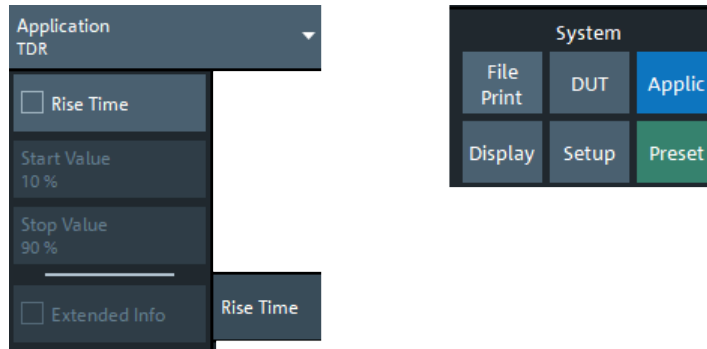 Application
TDR
Rise Time
Start Value
10 %
Stop Value
90 %
Extended Info
Rise Time
System
File
Print
DUT
Applic
Display
Setup
Preset